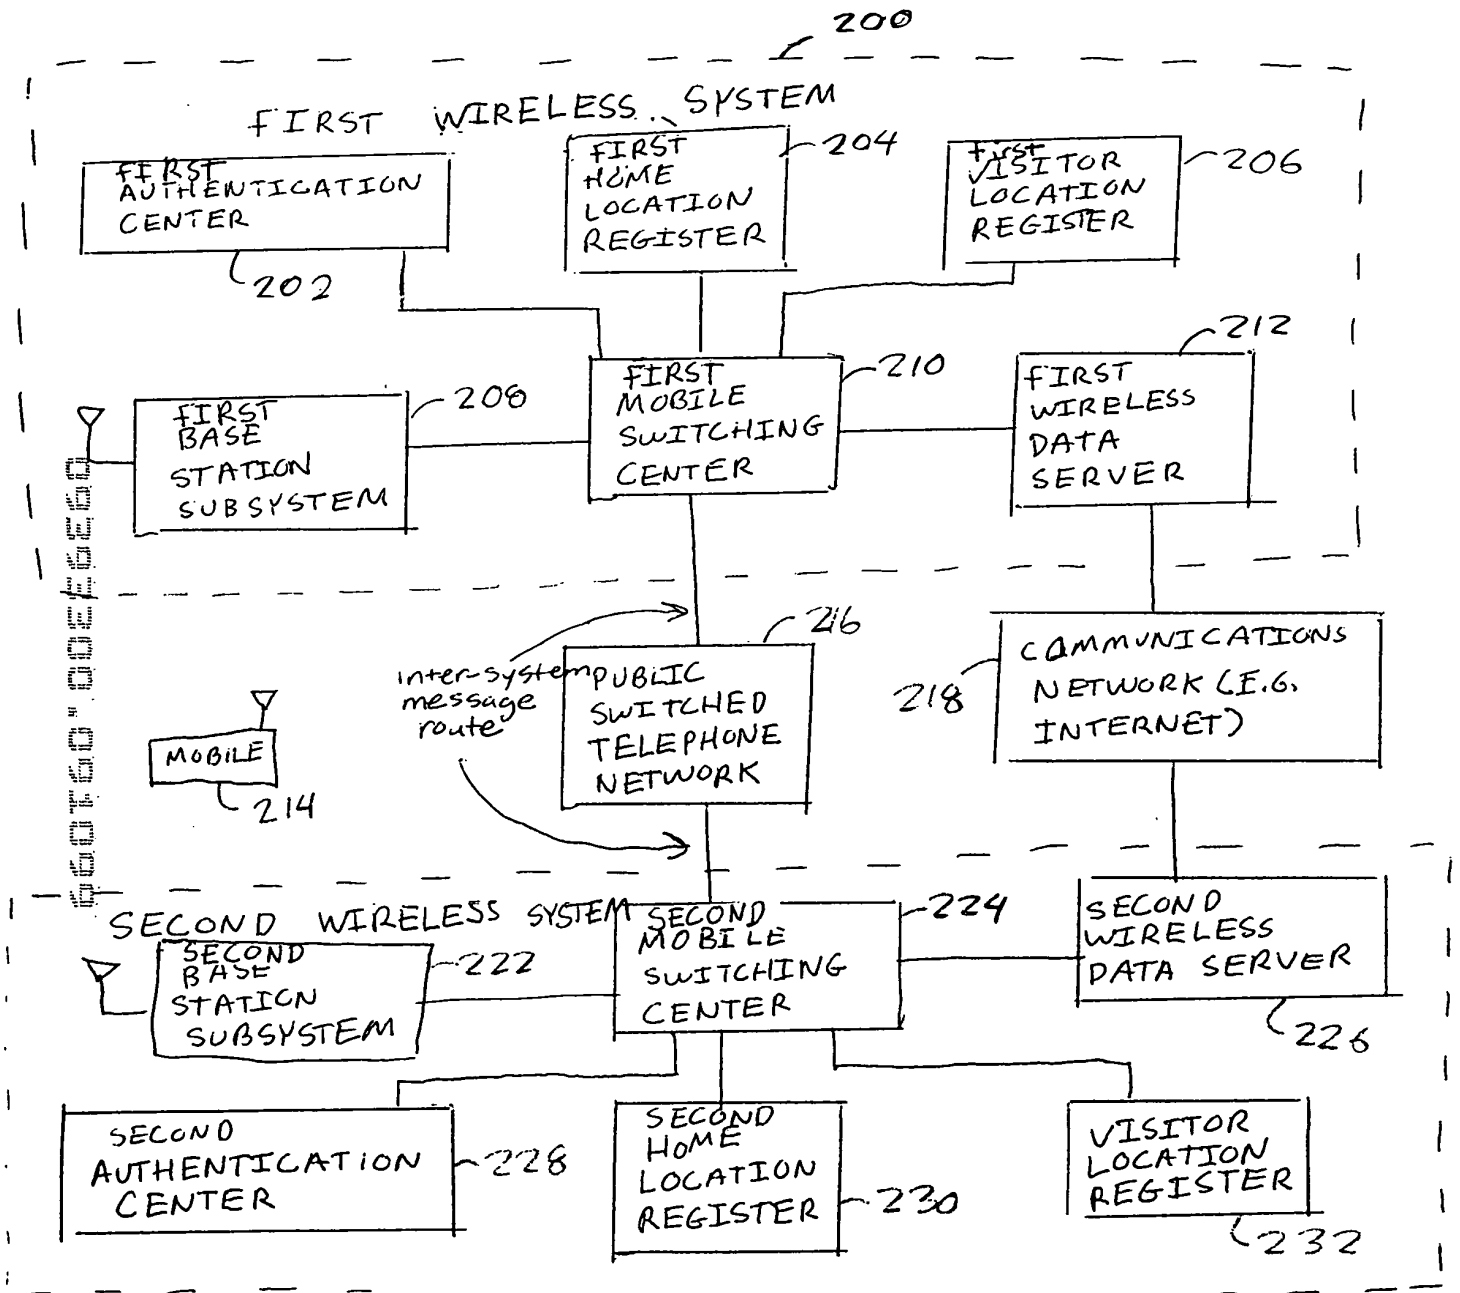 200
FIRST WIRELESS SYSTEM
FIRST
AUTHENTICATION
CENTER
202
FIRST
HOME
LOCATION
REGISTER
204
FIRST
VISITOR
LOCATION
REGISTER
206
FIRST
BASE
STATION
SUBSYSTEM
208
FIRST
MOBILE
SWITCHING
CENTER
210
FIRST
WIRELESS
DATA
SERVER
212
MOBILE
214
inter-system
message
route
PUBLIC
SWITCHED
TELEPHONE
NETWORK
216
COMMUNICATIONS
NETWORK (E.G.
INTERNET)
218
SECOND WIRELESS SYSTEM
SECOND
BASE
STATION
SUBSYSTEM
222
SECOND
MOBILE
SWITCHING
CENTER
224
SECOND
WIRELESS
DATA SERVER
226
SECOND
AUTHENTICATION
CENTER
228
SECOND
HOME
LOCATION
REGISTER
230
VISITOR
LOCATION
REGISTER
232